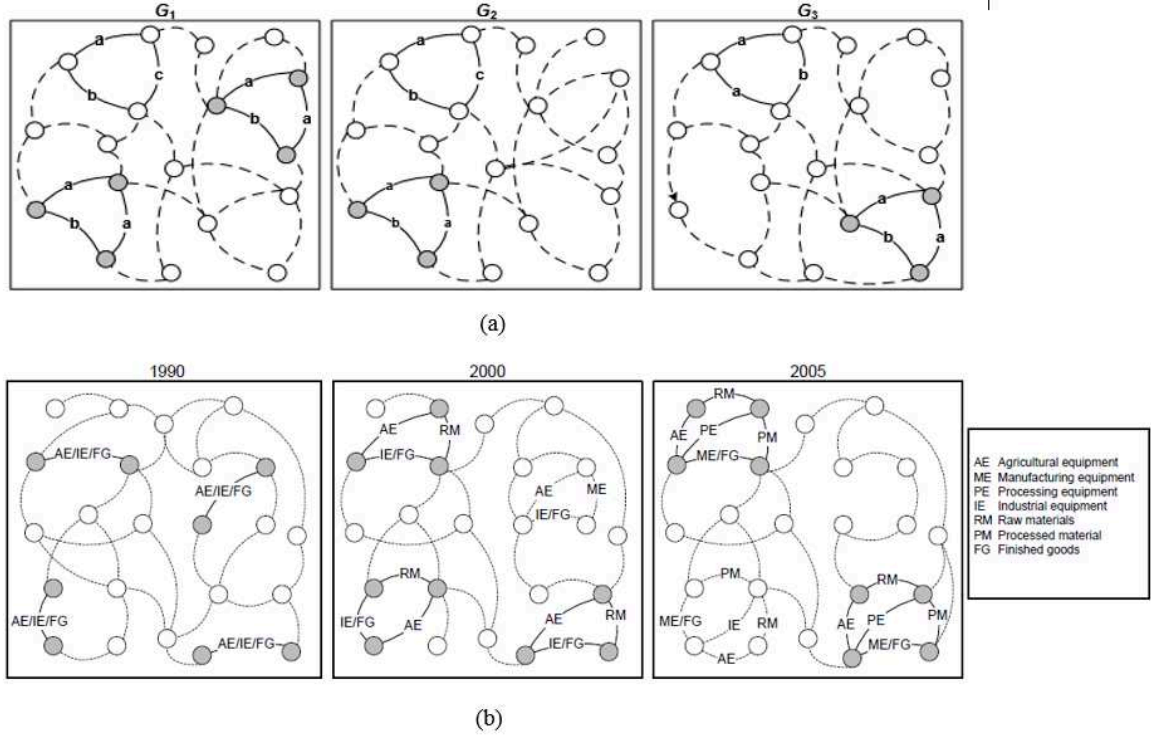 G1 G2 G3
a a a
c c b
b b a
a a
b a
a a a
b a b a b a
(a)
1990 2000 2005
RM
AE RM AE PE PM
AE/IE/FG IE/FG ME/FG
AE/IE/FG AE ME
IE/FG
RM PM RM
AE/IE/FG IE/FG AE AE RM ME/FG IE RM AE PE PM
AE/IE/FG IE/FG AE ME/FG
AE Agricultural equipment
ME Manufacturing equipment
PE Processing equipment
IE Industrial equipment
RM Raw materials
PM Processed material
FG Finished goods
(b)